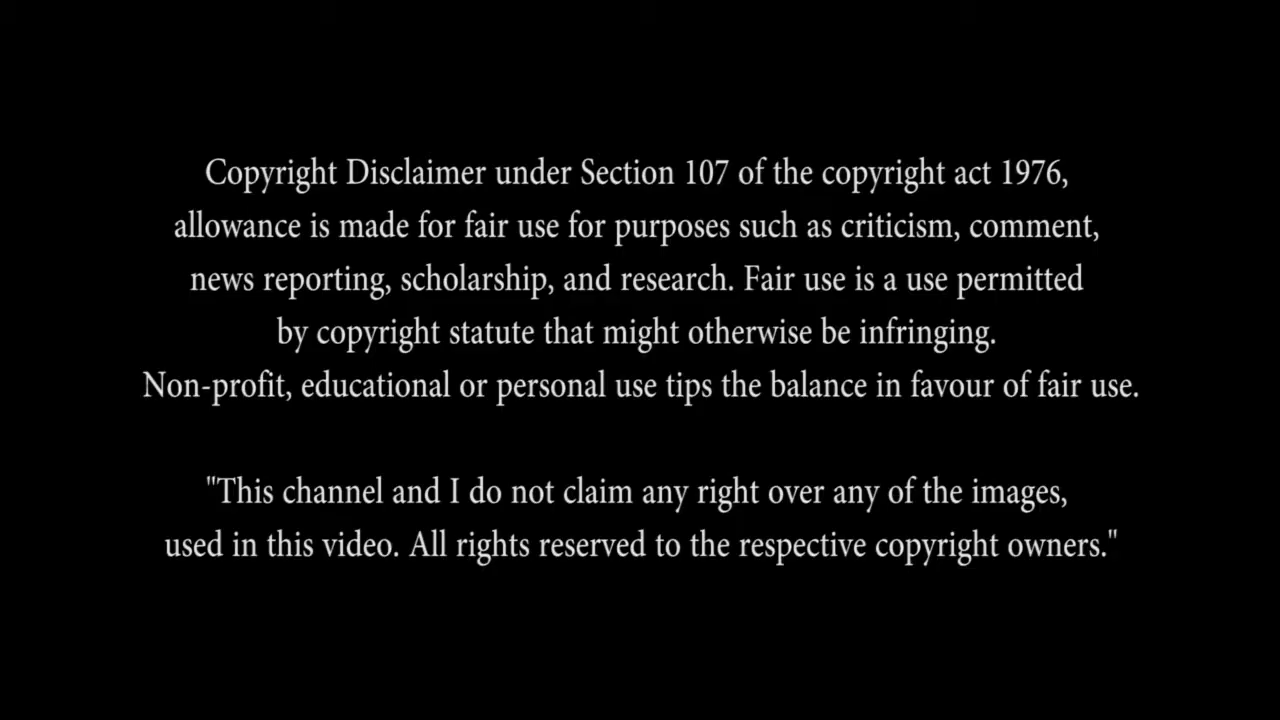 Copyright Disclaimer under Section 107 of the copyright act 1976,
allowance is made for fair use for purposes such as criticism, comment,
news reporting, scholarship, and research. Fair use is a use permitted
by copyright statute that might otherwise be infringing.
Non-profit, educational or personal use tips the balance in favour of fair use.
"This channel and I do not claim any right over any of the images,
used in this video. All rights reserved to the respective copyright owners."